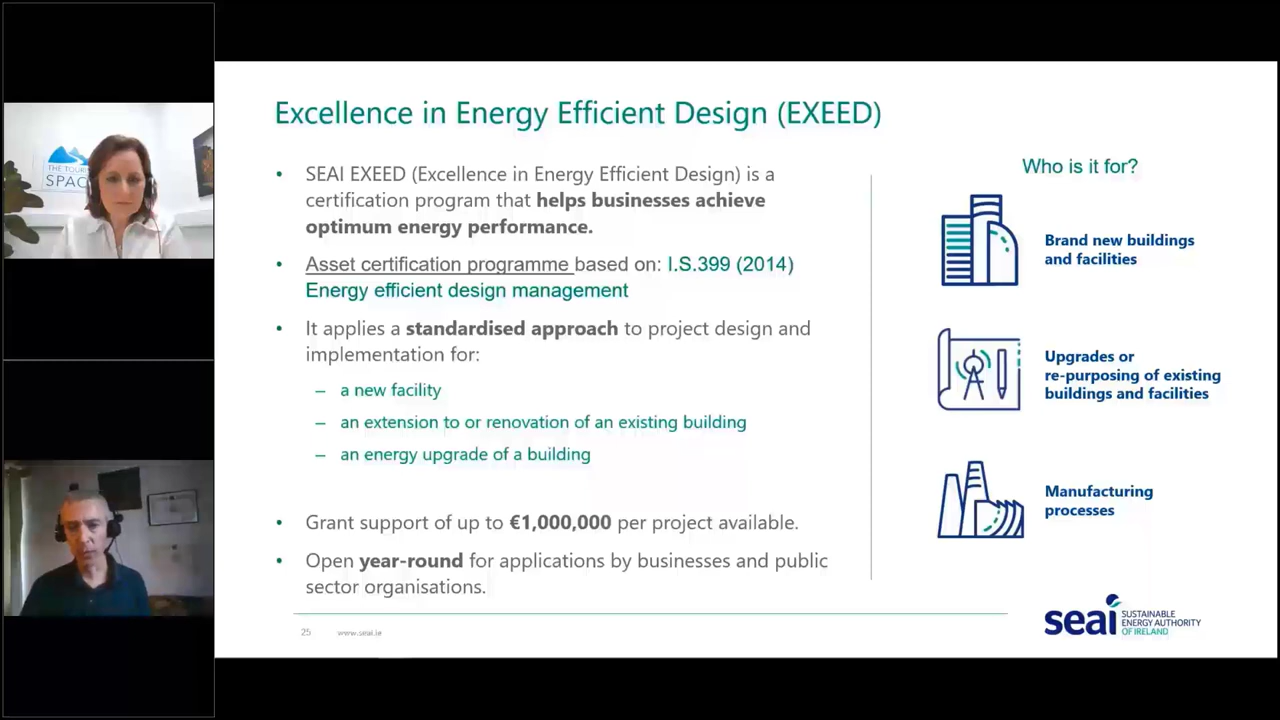 THE TOURI
SPAC
Excellence in Energy Efficient Design (EXEED)
• SEAI EXEED (Excellence in Energy Efficient Design) is a
certification program that helps businesses achieve
optimum energy performance.
• Asset certification programme based on: I.S.399 (2014)
Energy efficient design management
• It applies a standardised approach to project design and
implementation for:
– a new facility
– an extension to or renovation of an existing building
– an energy upgrade of a building
• Grant support of up to €1,000,000 per project available.
• Open year-round for applications by businesses and public
sector organisations.
Who is it for?
Brand new buildings
and facilities
Upgrades or
re-purposing of existing
buildings and facilities
Manufacturing
processes
25 www.seai.ie
seai SUSTAINABLE
ENERGY AUTHORITY
OF IRELAND